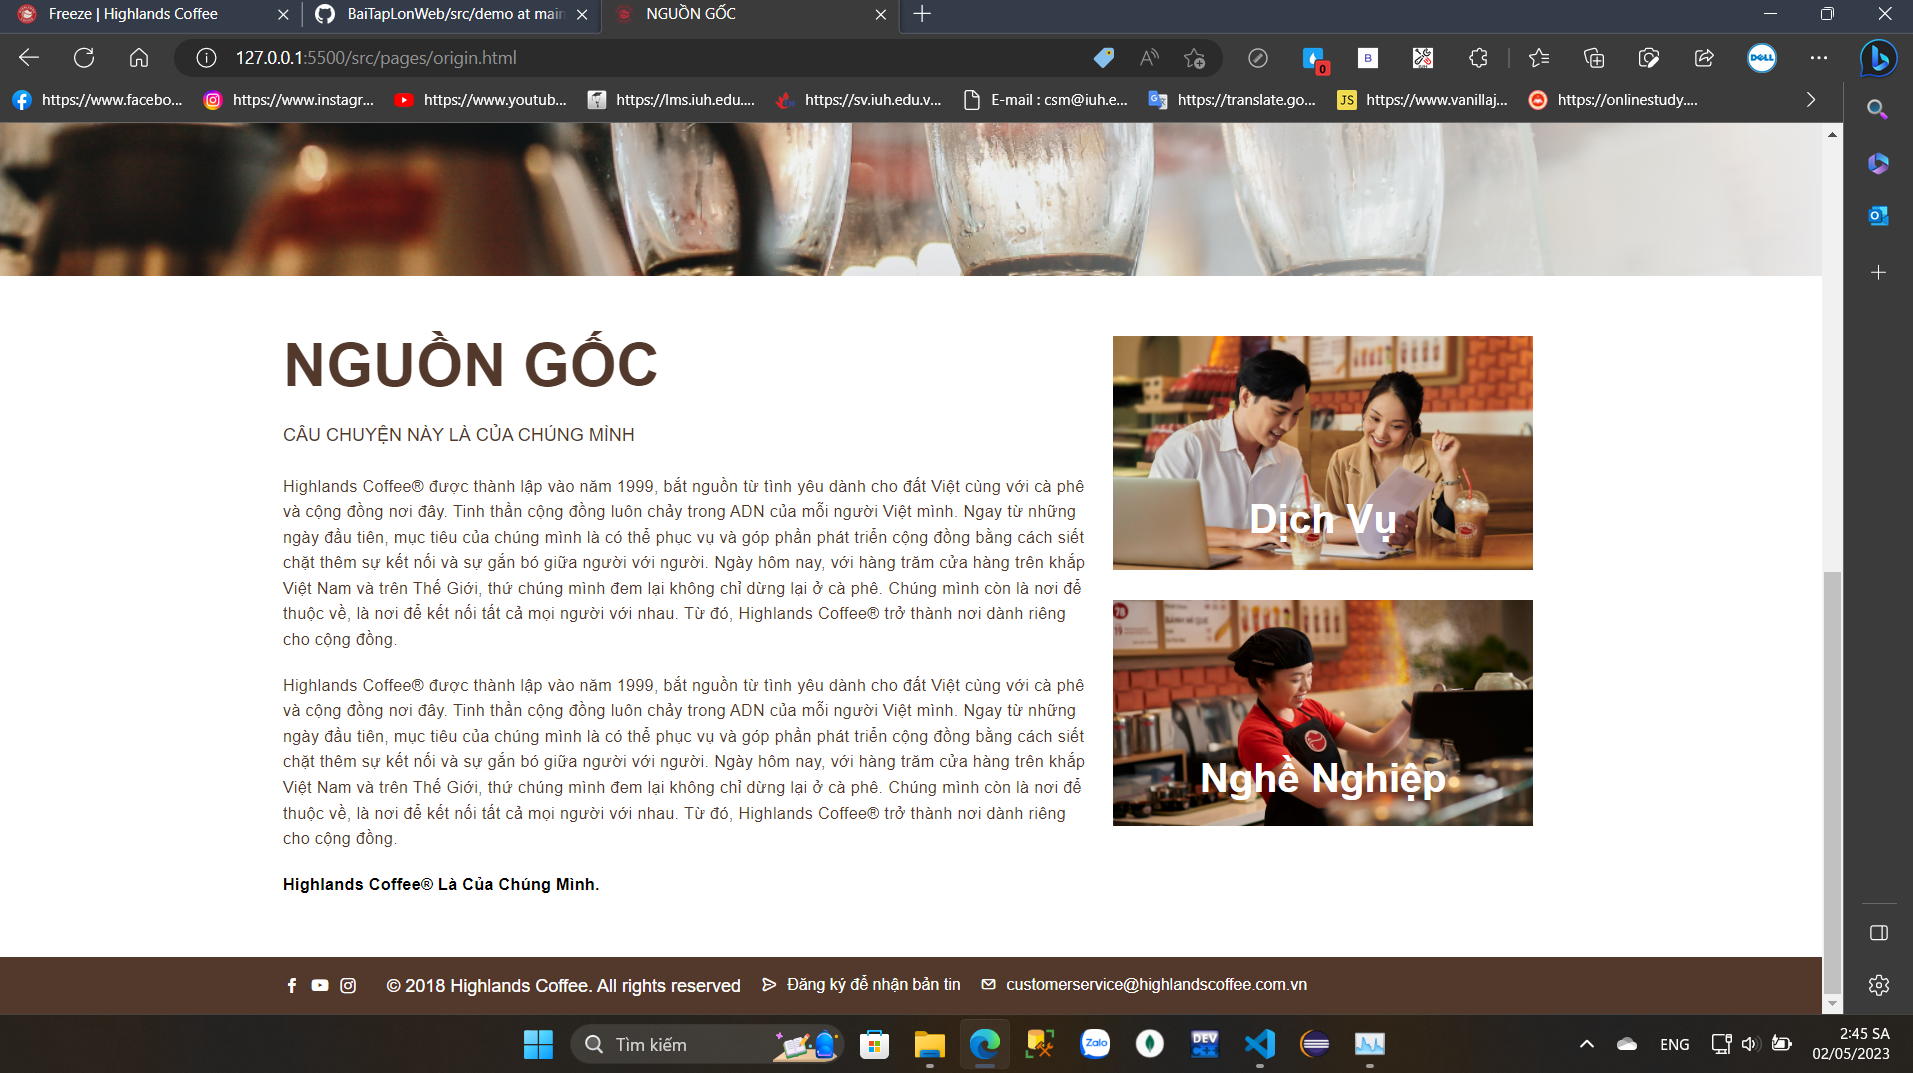 Freeze | Highlands Coffee
BaiTapLonWeb/src/demo at main
NGUỒN GỐC
127.0.0.1:5500/src/pages/origin.html
0
B
DELL
https://www.facebo...
https://www.instagr...
https://www.youtub...
https://lms.iuh.edu....
https://sv.iuh.edu.v...
E-mail : csm@iuh.e...
https://translate.go...
JS
https://www.vanillaj...
https://onlinestudy....
NGUỒN GỐC
CÂU CHUYỆN NÀY LÀ CỦA CHÚNG MÌNH
Highlands Coffee® được thành lập vào năm 1999, bắt nguồn từ tình yêu dành cho đất Việt cùng với cà phê
và cộng đồng nơi đây. Tinh thần cộng đồng luôn chảy trong ADN của mỗi người Việt mình. Ngay từ những
ngày đầu tiên, mục tiêu của chúng mình là có thể phục vụ và góp phần phát triển cộng đồng bằng cách siết
chặt thêm sự kết nối và sự gắn bó giữa người với người. Ngày hôm nay, với hàng trăm cửa hàng trên khắp
Việt Nam và trên Thế Giới, thứ chúng mình đem lại không chỉ dừng lại ở cà phê. Chúng mình còn là nơi để
thuộc về, là nơi để kết nối tất cả mọi người với nhau. Từ đó, Highlands Coffee® trở thành nơi dành riêng
cho cộng đồng.
Highlands Coffee® được thành lập vào năm 1999, bắt nguồn từ tình yêu dành cho đất Việt cùng với cà phê
và cộng đồng nơi đây. Tinh thần cộng đồng luôn chảy trong ADN của mỗi người Việt mình. Ngay từ những
ngày đầu tiên, mục tiêu của chúng mình là có thể phục vụ và góp phần phát triển cộng đồng bằng cách siết
chặt thêm sự kết nối và sự gắn bó giữa người với người. Ngày hôm nay, với hàng trăm cửa hàng trên khắp
Việt Nam và trên Thế Giới, thứ chúng mình đem lại không chỉ dừng lại ở cà phê. Chúng mình còn là nơi để
thuộc về, là nơi để kết nối tất cả mọi người với nhau. Từ đó, Highlands Coffee® trở thành nơi dành riêng
cho cộng đồng.
Highlands Coffee® Là Của Chúng Mình.
Dịch Vụ
Nghề Nghiệp
© 2018 Highlands Coffee. All rights reserved
Đăng ký để nhận bản tin
customerservice@highlandscoffee.com.vn
Tìm kiếm
Zalo
DEV
ENG
2:45 SA
02/05/2023